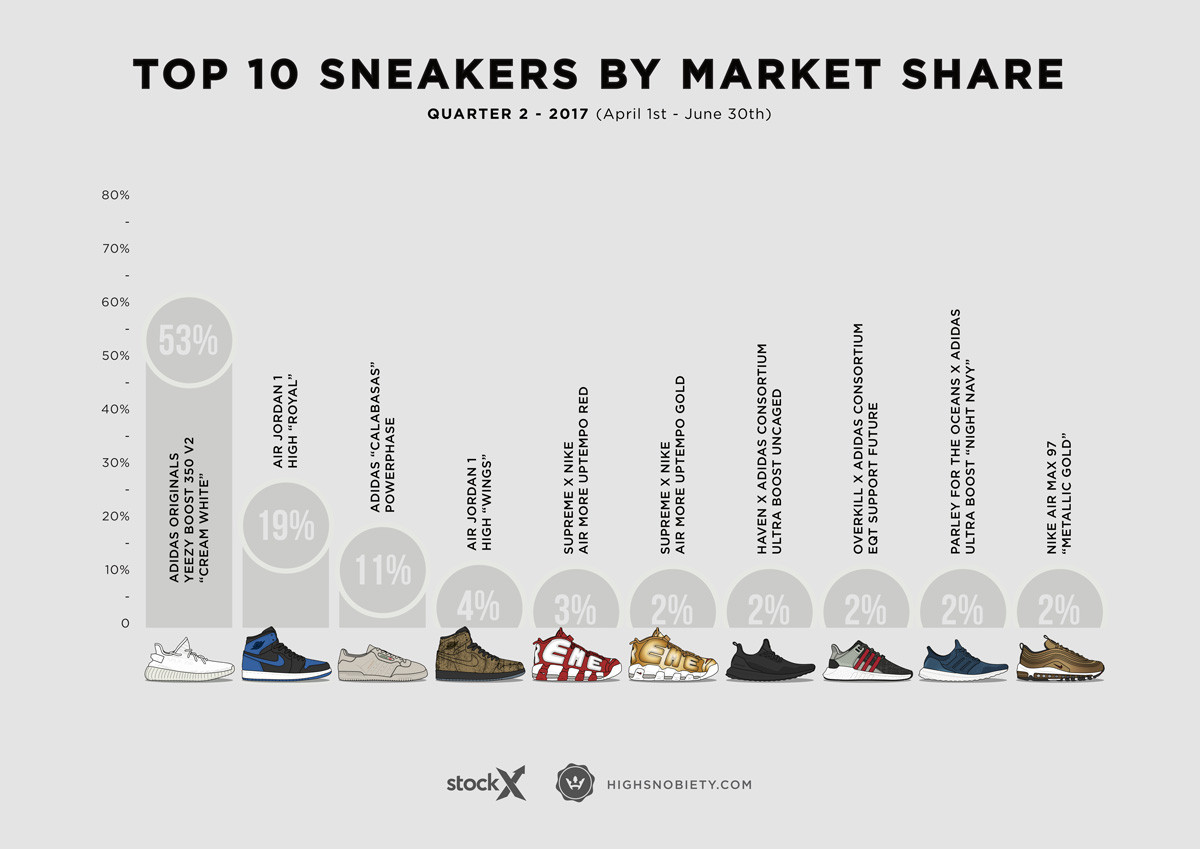 TOP 10 SNEAKERS BY MARKET SHARE
QUARTER 2 - 2017 (April 1st - June 30th)
80%
-
70%
-
60%
-
50%
-
40%
-
30%
-
20%
-
10%
-
0
53%
ADIDAS ORIGINALS
YEEZY BOOST 350 V2
“CREAM WHITE”
19%
AIR JORDAN 1
HIGH “ROYAL”
11%
ADIDAS “CALABASAS”
POWERPHASE
4%
AIR JORDAN 1
HIGH “WINGS”
3%
SUPREME X NIKE
AIR MORE UPTEMPO RED
2%
SUPREME X NIKE
AIR MORE UPTEMPO GOLD
2%
HAVEN X ADIDAS CONSORTIUM
ULTRA BOOST UNCAGED
2%
OVERKILL X ADIDAS CONSORTIUM
EQT SUPPORT FUTURE
2%
PARLEY FOR THE OCEANS X ADIDAS
ULTRA BOOST “NIGHT NAVY”
2%
NIKE AIR MAX 97
“METALLIC GOLD”
stockX
HIGHSNOBIETY.COM